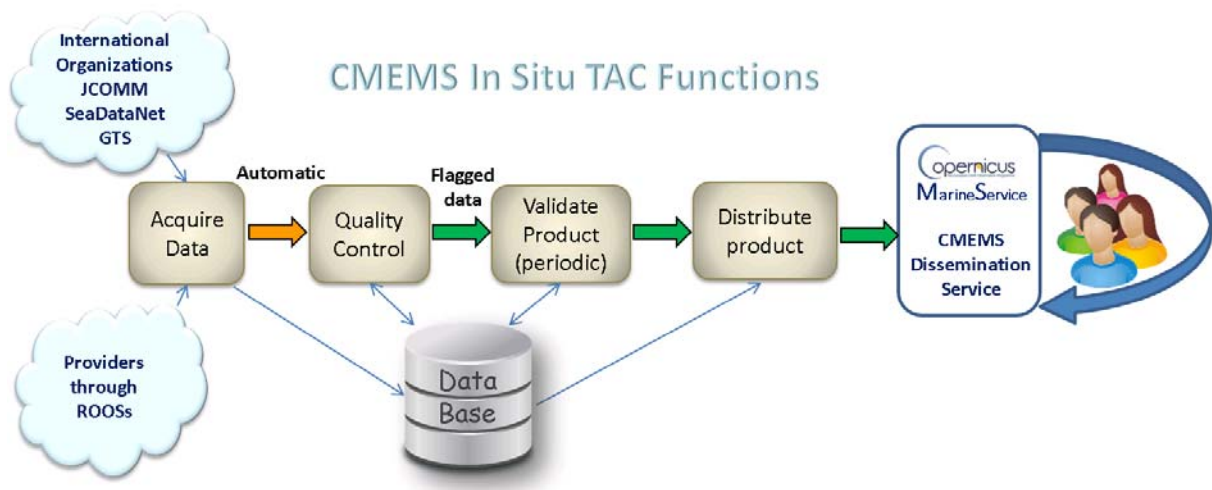 CMEMS In Situ TAC Functions
International
Organizations
JCOMM
SeaDataNet
GTS
Acquire
Data
Automatic
Quality
Control
Flagged
data
Validate
Product
(periodic)
Distribute
product
Copernicus
MarineService
CMEMS
Dissemination
Service
Providers
through
ROOSs
Data
Base